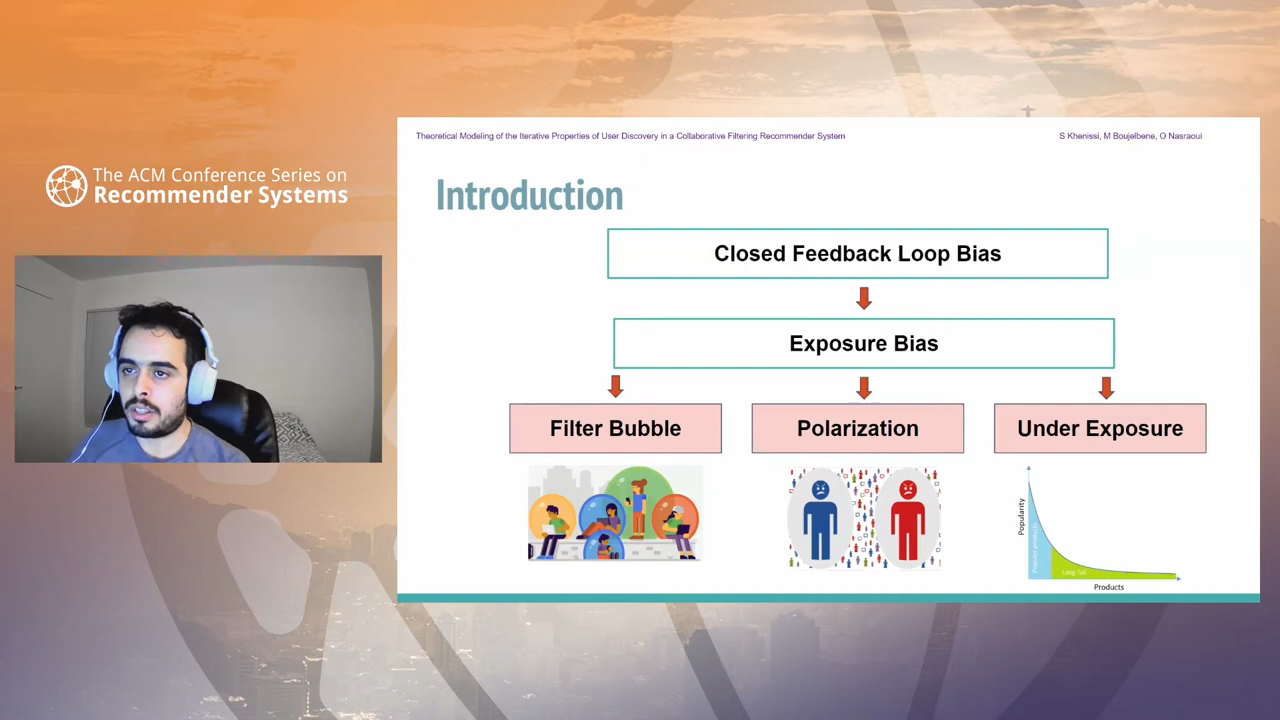 The ACM Conference Series on
Recommender Systems
Theoretical Modeling of the Iterative Properties of User Discovery in a Collaborative Filtering Recommender System
S Khenissi, M Boujelbene, O Nasraoui
Introduction
Closed Feedback Loop Bias
Exposure Bias
Filter Bubble
Polarization
Under Exposure
Popularity
Popular products
Long Tail
Products